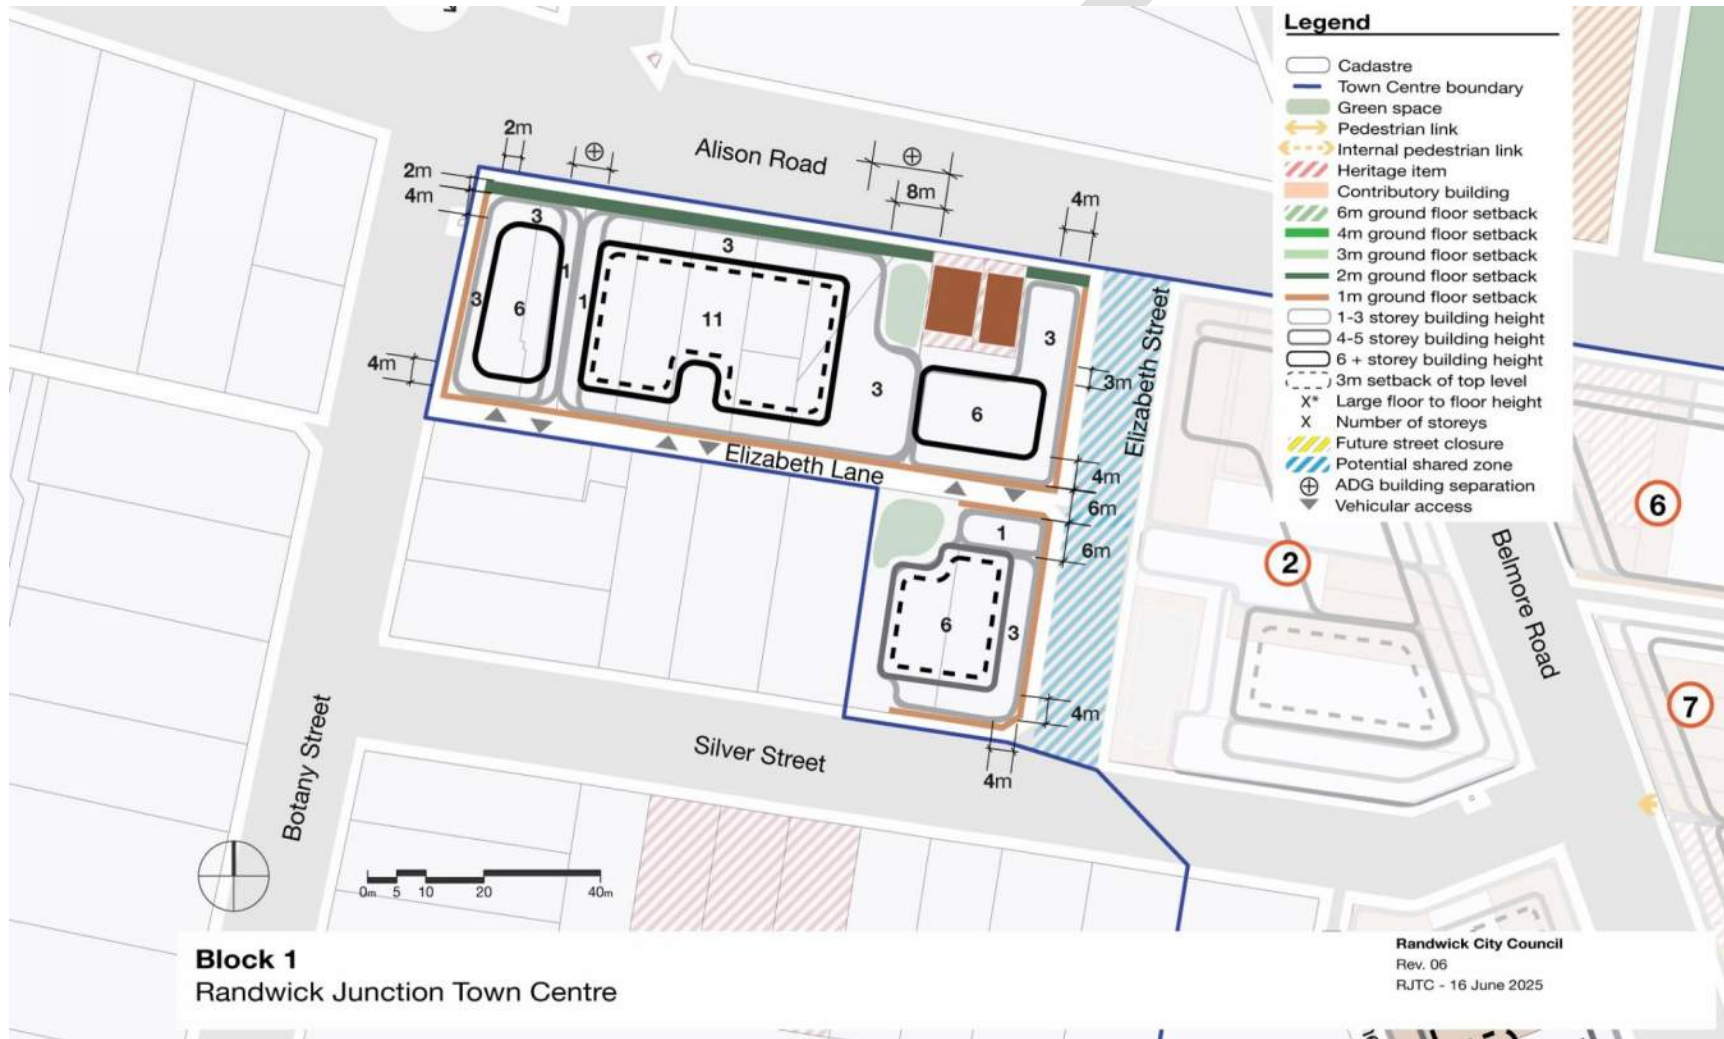 Legend
Cadastre
Town Centre boundary
Green space
Pedestrian link
Internal pedestrian link
Heritage item
Contributory building
6m ground floor setback
4m ground floor setback
3m ground floor setback
2m ground floor setback
1m ground floor setback
1-3 storey building height
4-5 storey building height
6 + storey building height
3m setback of top level
X* Large floor to floor height
X Number of storeys
Future street closure
Potential shared zone
ADG building separation
Vehicular access
2m
Alison Road
2m
4m
8m
4m
3
3
3
1
1
6
11
3
3
3m
6
4m
Elizabeth Street
Elizabeth Lane
4m
6m
6m
1
6
3
4m
4m
2
6
7
Belmore Road
Silver Street
Botany Street
0m 5 10 20 40m
Block 1
Randwick Junction Town Centre
Randwick City Council
Rev. 06
RJTC - 16 June 2025